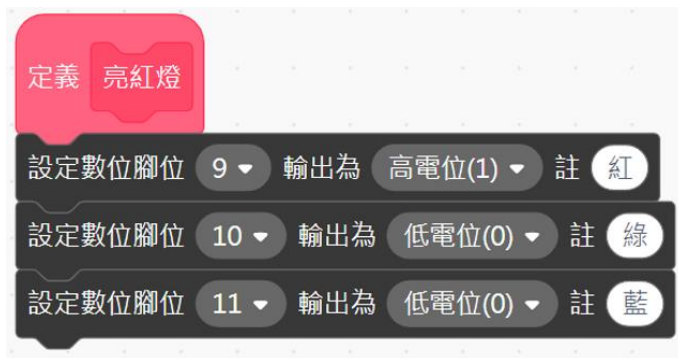 定義 亮紅燈
設定數位腳位 9 輸出為 高電位(1) 註 紅
設定數位腳位 10 輸出為 低電位(0) 註 綠
設定數位腳位 11 輸出為 低電位(0) 註 藍